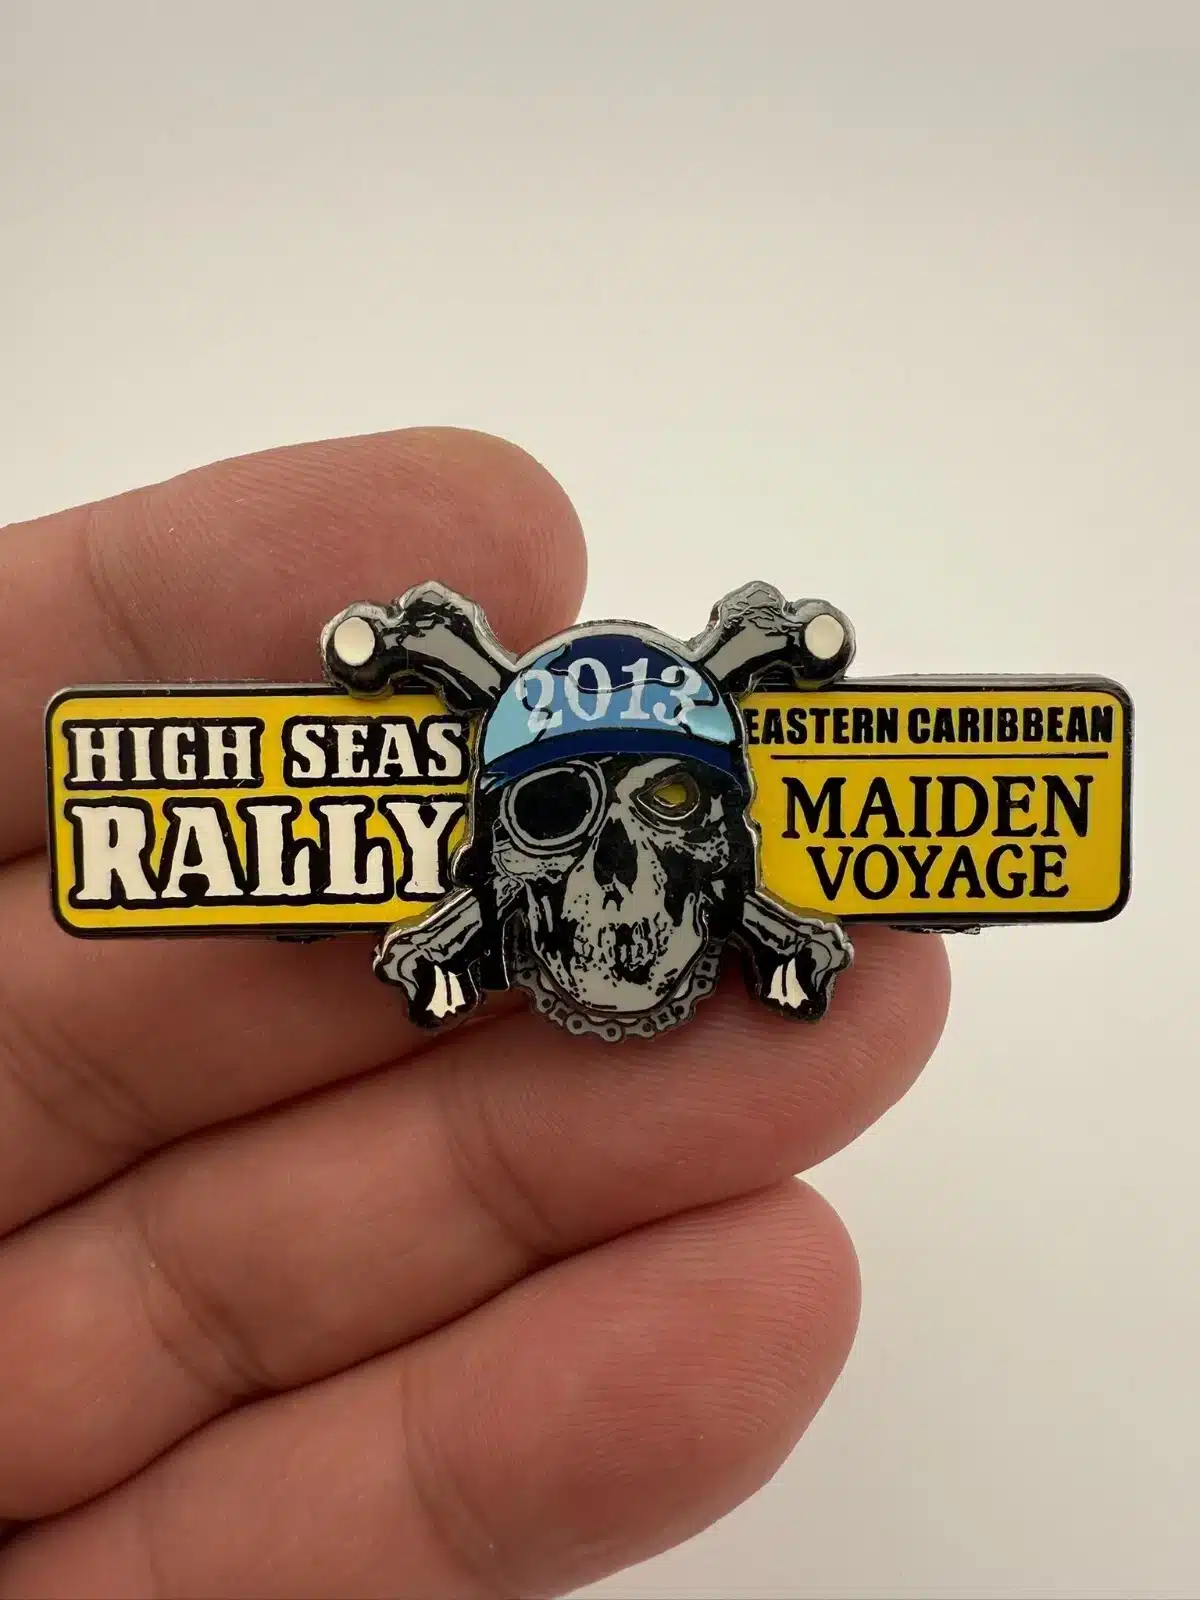 HIGH SEAS
RALLY
2013
EASTERN CARIBBEAN
MAIDEN
VOYAGE